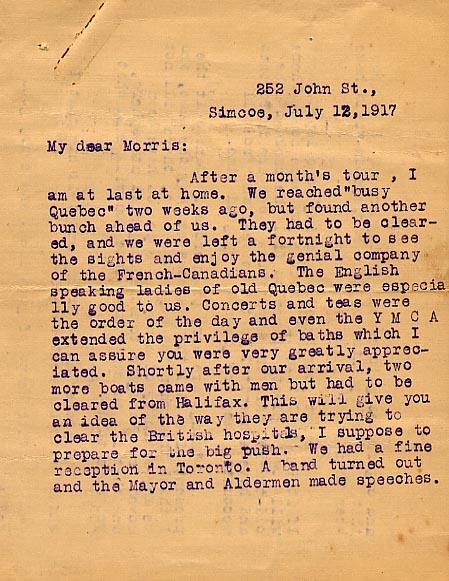 252 John St.,
Simcoe, July 12,1917
My dear Morris:
After a month's tour , I
am at last at home. We reached"busy
Quebec" two weeks ago, but found another
bunch ahead of us. They had to be clear-
ed, and we were left a fortnight to see
the sights and enjoy the genial company
of the French-Canadians. The English
speaking ladies of old Quebec were especia
lly good to us. Concerts and teas were
the order of the day and even the Y M C A
extended the privilege of baths which I
can assure you were very greatly apprec-
iated. Shortly after our arrival, two
more boats came with men but had to be
cleared from Halifax. This will give you
an idea of the way they are trying to
clear the British hospitals, I suppose to
prepare for the big push. We had a fine
reception in Toronto. A band turned out
and the Mayor and Aldermen made speeches.